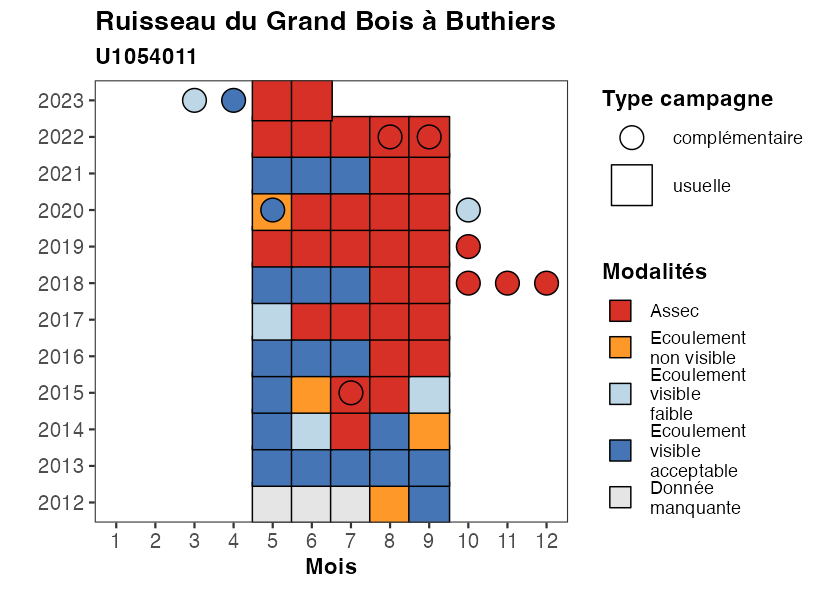 Ruisseau du Grand Bois à Buthiers
U1054011
2023
2022
2021
2020
2019
2018
2017
2016
2015
2014
2013
2012
1 2 3 4 5 6 7 8 9 10 11 12
Mois
Type campagne
complémentaire
usuelle
Modalités
Assec
Ecoulement
non visible
Ecoulement
visible
faible
Ecoulement
visible
acceptable
Donnée
manquante